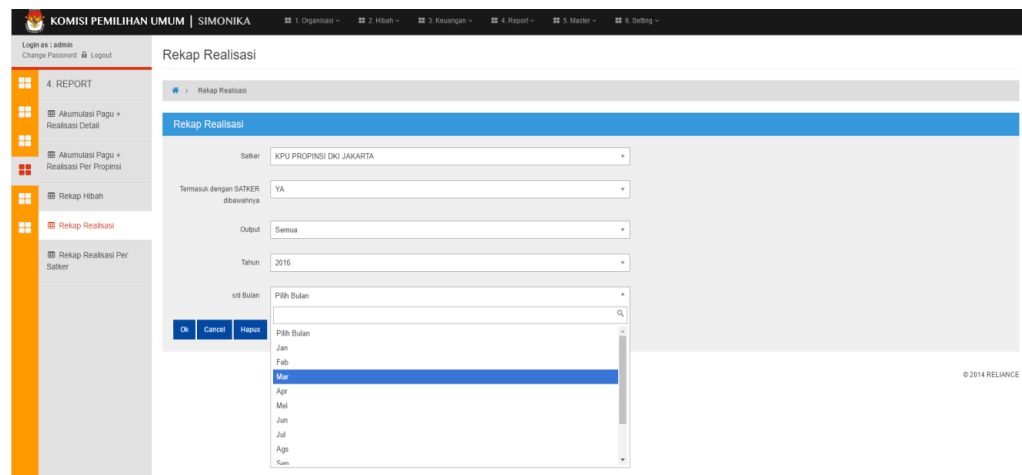 KOMISI PEMILIHAN UMUM | SIMONIKA
1. Organisasi
2. Hibah
3. Keuangan
4. Report
5. Master
6. Setting
Login as : admin
Change Password Logout
Rekap Realisasi
4. REPORT
Akumulasi Pagu +
Realisasi Detail
Akumulasi Pagu +
Realisasi Per Propinsi
Rekap Hibah
Rekap Realisasi
Rekap Realisasi Per
Satker
Rekap Realisasi
Rekap Realisasi
Satker
KPU PROPINSI DKI JAKARTA
Termasuk dengan SATKER
dibawahnya
YA
Output
Semua
Tahun
2016
s/d Bulan
Pilih Bulan
Ok
Cancel
Hapus
Pilih Bulan
Jan
Feb
Mar
Apr
Mei
Jun
Jul
Ags
Sep
© 2014 RELIANCE